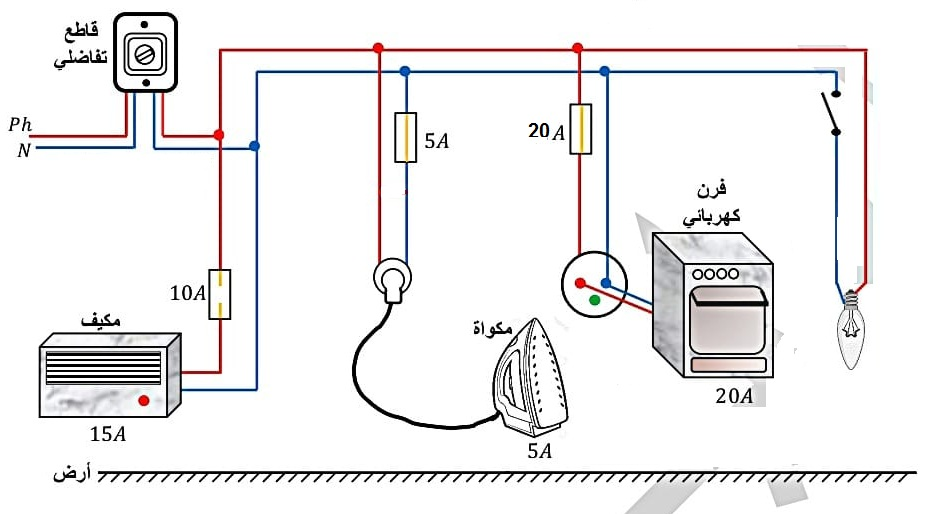 قاطع
تفاضلي
Ph
N
5A
20A
فرن
كهربائي
10A
مكيف
مكواة
20A
15A
5A
أرض